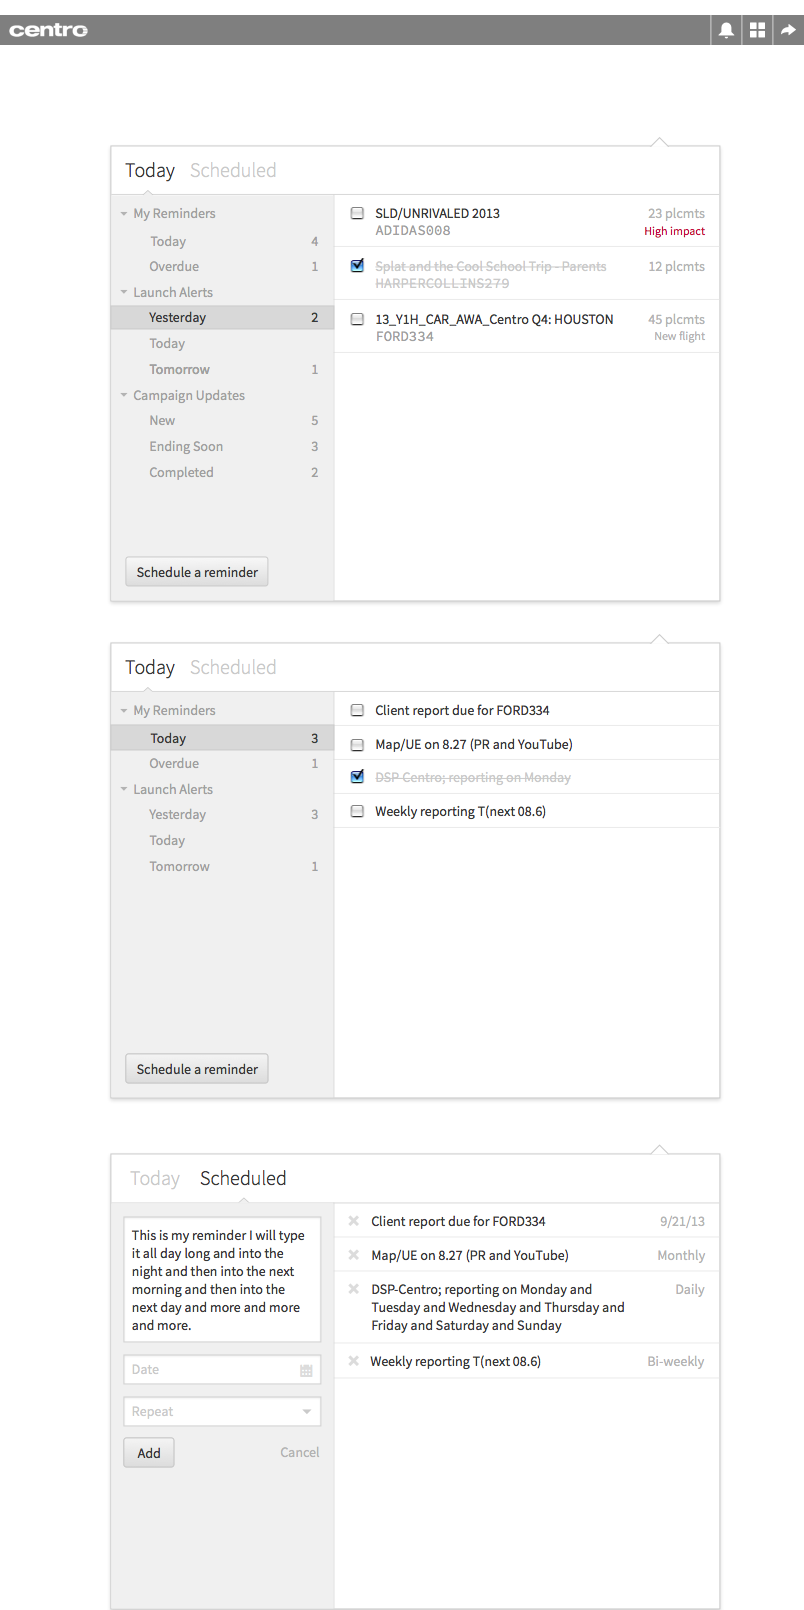 centro
Today Scheduled
My Reminders
Today 4
Overdue 1
Launch Alerts
Yesterday 2
Today
Tomorrow 1
Campaign Updates
New 5
Ending Soon 3
Completed 2
Schedule a reminder
SLD/UNRIVALED 2013 23 plcmts
ADIDAS008 High impact
Splat and the Cool School Trip - Parents 12 plcmts
HARPERCOLLINS279
13_Y1H_CAR_AWA_Centro Q4: HOUSTON 45 plcmts
FORD334 New flight
Today Scheduled
My Reminders
Today 3
Overdue 1
Launch Alerts
Yesterday 3
Today
Tomorrow 1
Schedule a reminder
Client report due for FORD334
Map/UE on 8.27 (PR and YouTube)
DSP-Centro; reporting on Monday
Weekly reporting T(next 08.6)
Today Scheduled
This is my reminder I will type
it all day long and into the
night and then into the next
morning and then into the
next day and more and more
and more.
Date
Repeat
Add Cancel
Client report due for FORD334 9/21/13
Map/UE on 8.27 (PR and YouTube) Monthly
DSP-Centro; reporting on Monday and Daily
Tuesday and Wednesday and Thursday and
Friday and Saturday and Sunday
Weekly reporting T(next 08.6) Bi-weekly